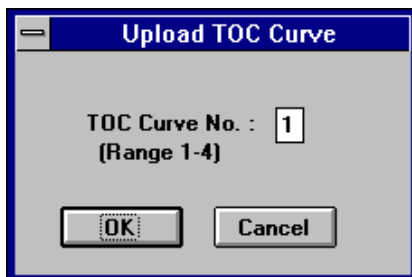 Upload TOC Curve
TOC Curve No. : 1
(Range 1-4)
OK Cancel